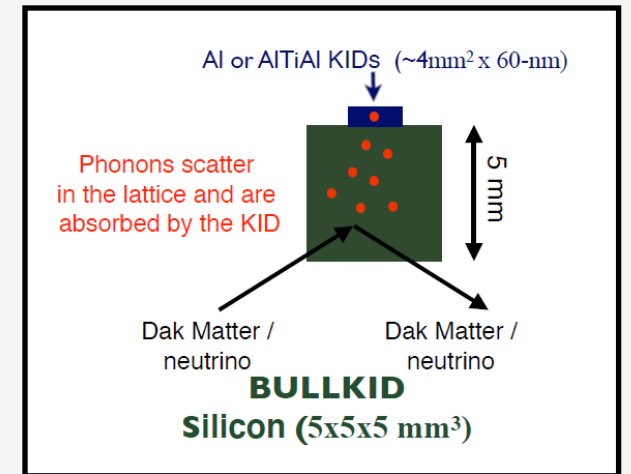 Al or AlTiAl KIDs (~4mm² x 60-nm)
Phonons scatter
in the lattice and are
absorbed by the KID
5 mm
Dak Matter /
neutrino
Dak Matter /
neutrino
BULLKID
Silicon (5x5x5 mm³)